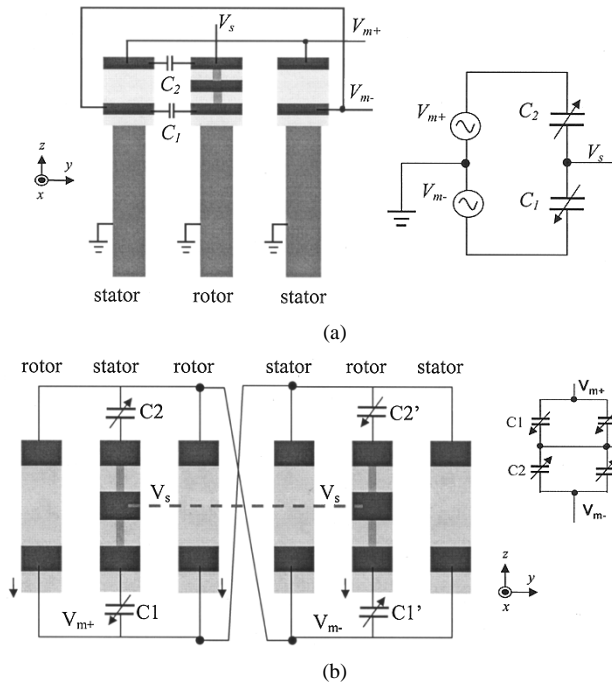 V_s
V_m+
C_2
V_m-
C_1
z
y
x
stator
rotor
stator
V_m+
C_2
V_s
V_m-
C_1
(a)
rotor
stator
rotor
stator
rotor
stator
C2
C2'
V_s
V_s
V_m+
C1
V_m-
C1'
V_m+
C1
C2
V_m-
z
y
x
(b)